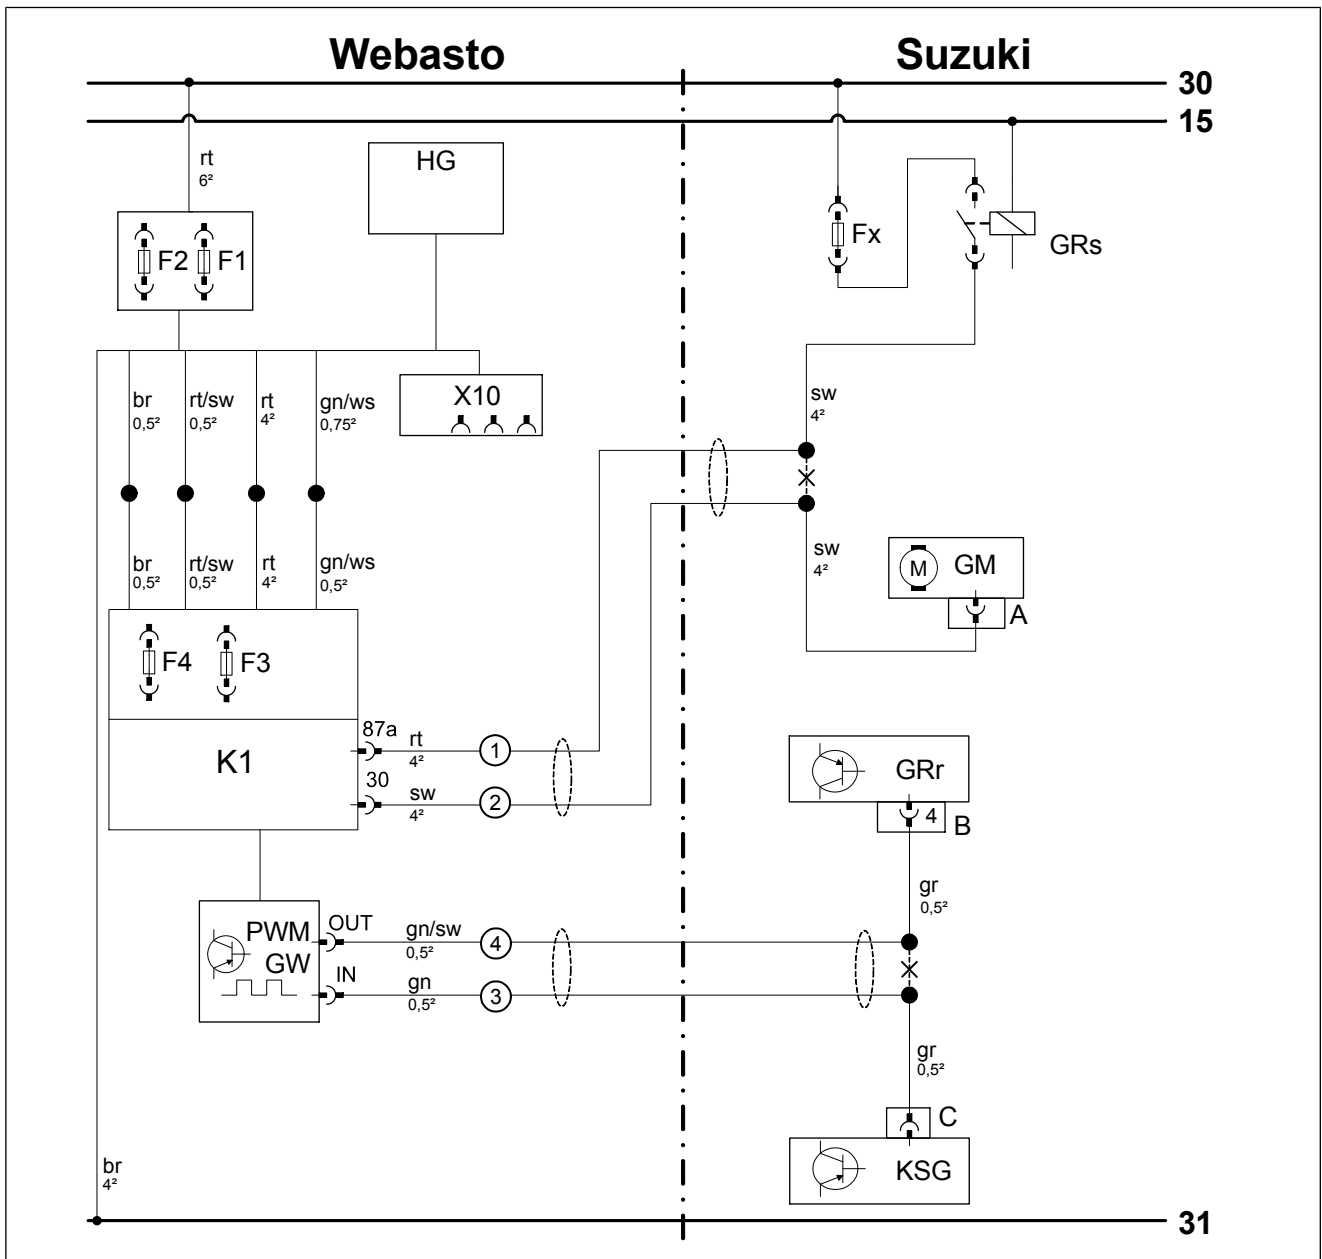 Webasto
Suzuki
30
15
rt
6²
HG
F2
F1
Fx
GRs
br
0,5²
rt/sw
0,5²
rt
4²
gn/ws
0,75²
X10
sw
4²
br
0,5²
rt/sw
0,5²
rt
4²
gn/ws
0,5²
sw
4²
M
GM
A
F4
F3
K1
87a
rt
4²
1
30
sw
4²
2
GRr
4
B
gr
0,5²
PWM
GW
OUT
gn/sw
0,5²
4
IN
gn
0,5²
3
gr
0,5²
C
KSG
br
4²
31